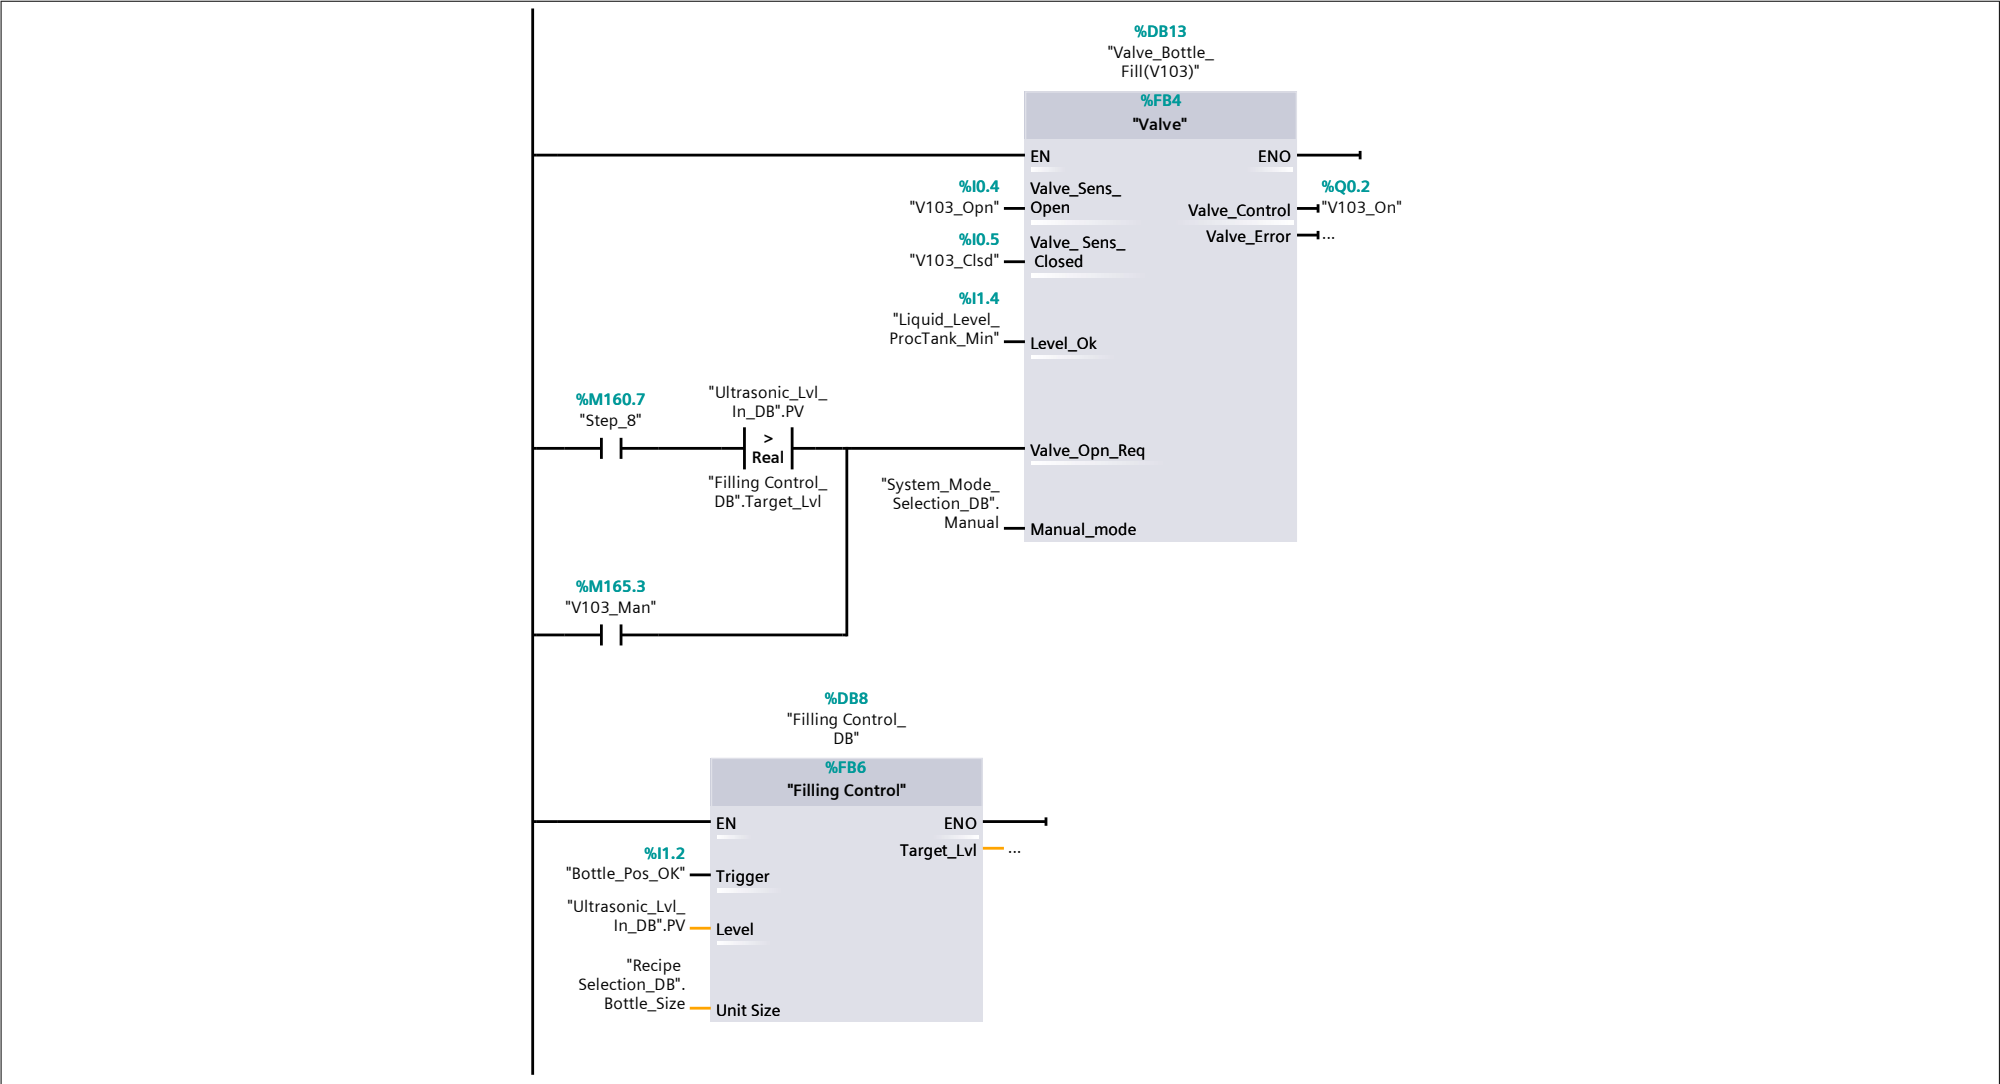 %DB13
"Valve_Bottle_
Fill(V103)"
%FB4
"Valve"
EN
ENO
%I0.4
"V103_Opn"
Valve_Sens_
Open
%Q0.2
Valve_Control
"V103_On"
Valve_Error
...
%I0.5
"V103_Clsd"
Valve_ Sens_
Closed
%I1.4
"Liquid_Level_
ProcTank_Min"
Level_Ok
%M160.7
"Step_8"
"Ultrasonic_Lvl_
In_DB".PV
>
Real
"Filling Control_
DB".Target_Lvl
Valve_Opn_Req
"System_Mode_
Selection_DB".
Manual
Manual_mode
%M165.3
"V103_Man"
%DB8
"Filling Control_
DB"
%FB6
"Filling Control"
EN
ENO
Target_Lvl
...
%I1.2
"Bottle_Pos_OK"
Trigger
"Ultrasonic_Lvl_
In_DB".PV
Level
"Recipe
Selection_DB".
Bottle_Size
Unit Size